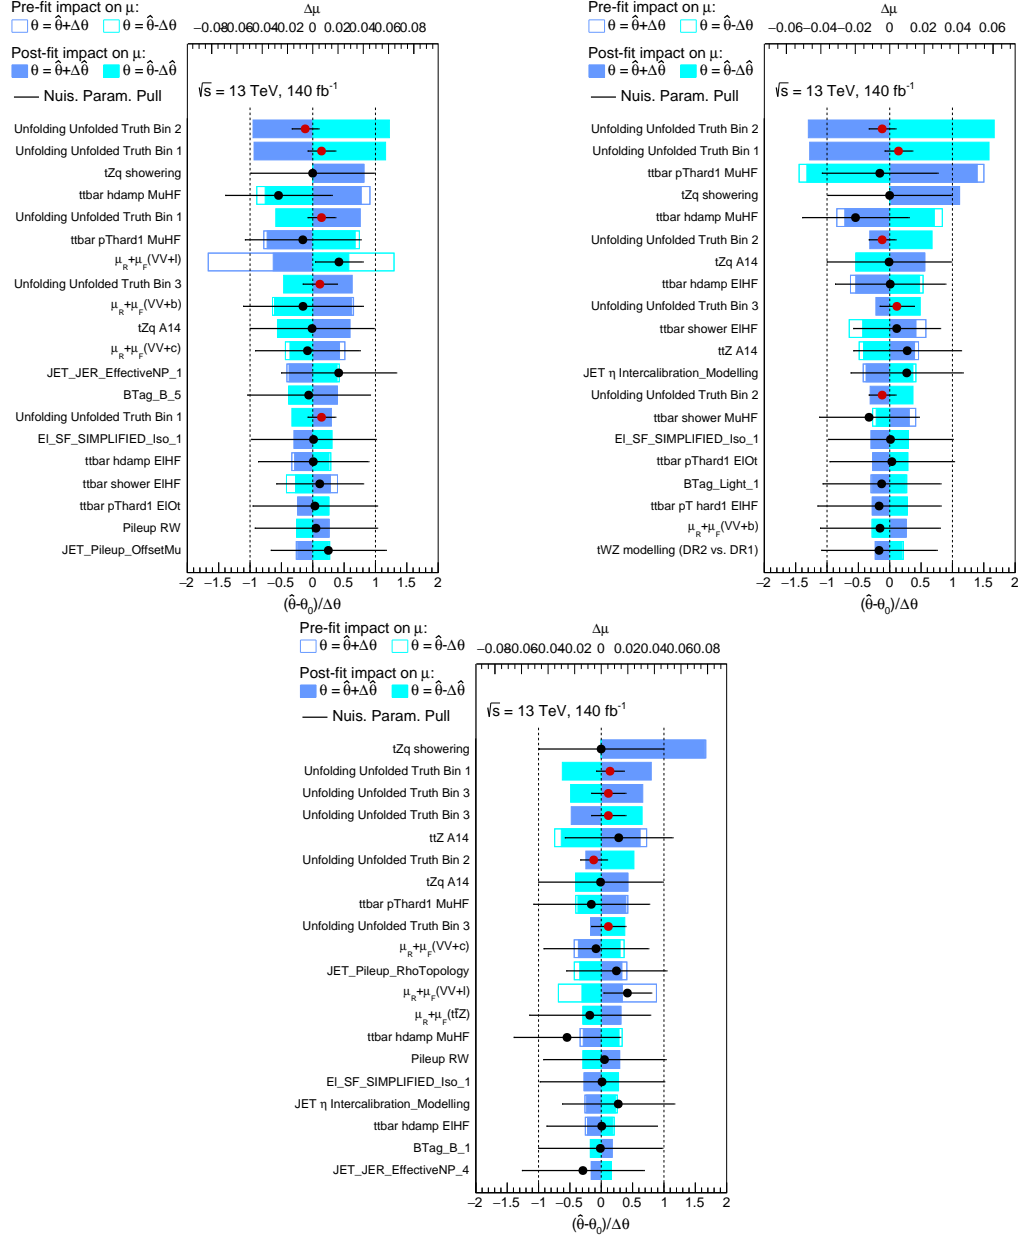 Pre-fit impact on μ:
θ = θ̂+Δθ θ = θ̂-Δθ
Post-fit impact on μ:
θ = θ̂+Δθ̂ θ = θ̂-Δθ̂
Nuis. Param. Pull
Δμ
−0.08−0.06−0.04−0.02 0 0.02 0.04 0.06 0.08
√s = 13 TeV, 140 fb⁻¹
Unfolding Unfolded Truth Bin 2
Unfolding Unfolded Truth Bin 1
tZq showering
ttbar hdamp MuHF
Unfolding Unfolded Truth Bin 1
ttbar pThard1 MuHF
μ_R+μ_F(VV+l)
Unfolding Unfolded Truth Bin 3
μ_R+μ_F(VV+b)
tZq A14
μ_R+μ_F(VV+c)
JET_JER_EffectiveNP_1
BTag_B_5
Unfolding Unfolded Truth Bin 1
El_SF_SIMPLIFIED_Iso_1
ttbar hdamp ElHF
ttbar shower ElHF
ttbar pThard1 ElOt
Pileup RW
JET_Pileup_OffsetMu
−2 −1.5 −1 −0.5 0 0.5 1 1.5 2
(θ̂-θ₀)/Δθ
Pre-fit impact on μ:
θ = θ̂+Δθ θ = θ̂-Δθ
Post-fit impact on μ:
θ = θ̂+Δθ̂ θ = θ̂-Δθ̂
Nuis. Param. Pull
Δμ
−0.06 −0.04 −0.02 0 0.02 0.04 0.06
√s = 13 TeV, 140 fb⁻¹
Unfolding Unfolded Truth Bin 2
Unfolding Unfolded Truth Bin 1
ttbar pThard1 MuHF
tZq showering
ttbar hdamp MuHF
Unfolding Unfolded Truth Bin 2
tZq A14
ttbar hdamp ElHF
Unfolding Unfolded Truth Bin 3
ttbar shower ElHF
ttZ A14
JET η Intercalibration_Modelling
Unfolding Unfolded Truth Bin 2
ttbar shower MuHF
El_SF_SIMPLIFIED_Iso_1
ttbar pThard1 ElOt
BTag_Light_1
ttbar pT hard1 ElHF
μ_R+μ_F(VV+b)
tWZ modelling (DR2 vs. DR1)
−2 −1.5 −1 −0.5 0 0.5 1 1.5 2
(θ̂-θ₀)/Δθ
Pre-fit impact on μ:
θ = θ̂+Δθ θ = θ̂-Δθ
Post-fit impact on μ:
θ = θ̂+Δθ̂ θ = θ̂-Δθ̂
Nuis. Param. Pull
Δμ
−0.08−0.06−0.04−0.02 0 0.02 0.04 0.06 0.08
√s = 13 TeV, 140 fb⁻¹
tZq showering
Unfolding Unfolded Truth Bin 1
Unfolding Unfolded Truth Bin 3
Unfolding Unfolded Truth Bin 3
ttZ A14
Unfolding Unfolded Truth Bin 2
tZq A14
ttbar pThard1 MuHF
Unfolding Unfolded Truth Bin 3
μ_R+μ_F(VV+c)
JET_Pileup_RhoTopology
μ_R+μ_F(VV+l)
μ_R+μ_F(tt̄Z)
ttbar hdamp MuHF
Pileup RW
El_SF_SIMPLIFIED_Iso_1
JET η Intercalibration_Modelling
ttbar hdamp ElHF
BTag_B_1
JET_JER_EffectiveNP_4
−2 −1.5 −1 −0.5 0 0.5 1 1.5 2
(θ̂-θ₀)/Δθ